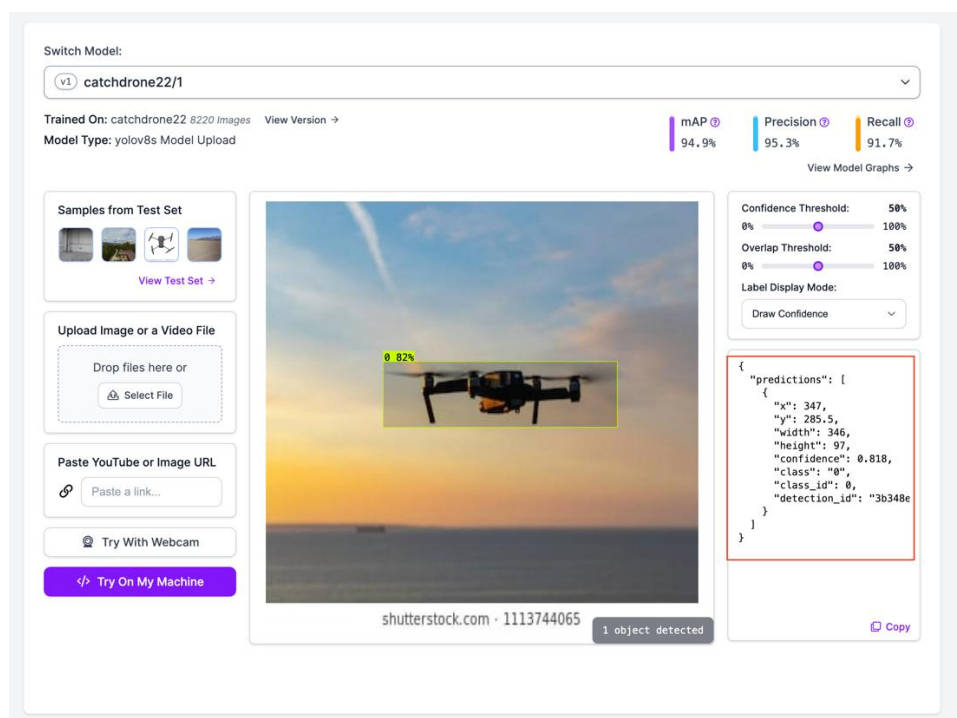 Switch Model:
v1 catchdrone22/1
Trained On: catchdrone22 8220 Images View Version →
Model Type: yolov8s Model Upload
mAP ? Precision ? Recall ?
94.9% 95.3% 91.7%
View Model Graphs →
Samples from Test Set
View Test Set →
Upload Image or a Video File
Drop files here or
Select File
Paste YouTube or Image URL
Paste a link...
Try With Webcam
</> Try On My Machine
0 82%
shutterstock.com · 1113744065
1 object detected
Confidence Threshold: 50%
0% 100%
Overlap Threshold: 50%
0% 100%
Label Display Mode:
Draw Confidence
{
"predictions": [
{
"x": 347,
"y": 285.5,
"width": 346,
"height": 97,
"confidence": 0.818,
"class": "0",
"class_id": 0,
"detection_id": "3b348e
}
]
}
Copy